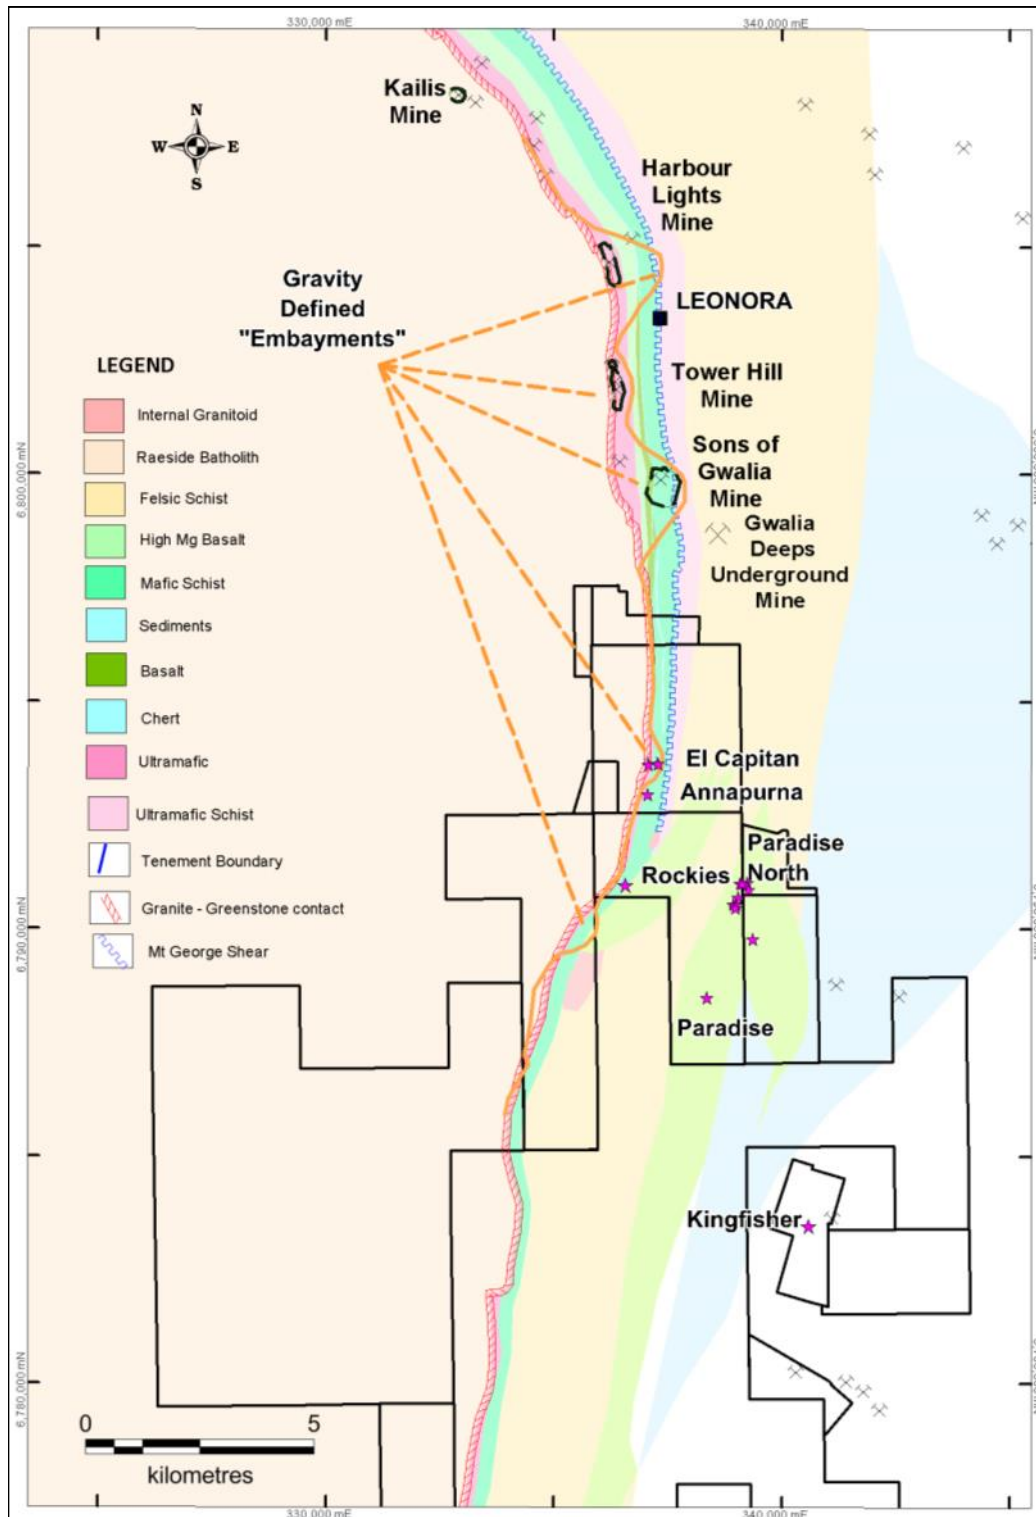 330,000 mE
340,000 mE
Kailis
Mine
N
W
E
S
Harbour
Lights
Mine
Gravity
Defined
"Embayments"
LEONORA
LEGEND
Tower Hill
Mine
Internal Granitoid
Raeside Batholith
Felsic Schist
High Mg Basalt
Mafic Schist
Sediments
Basalt
Chert
Ultramafic
Ultramafic Schist
Tenement Boundary
Granite - Greenstone contact
Mt George Shear
6,800,000 mN
Sons of
Gwalia
Mine
Gwalia
Deeps
Underground
Mine
El Capitan
Annapurna
Paradise
North
Rockies
6,790,000 mN
Paradise
Kingfisher
6,780,000 mN
0
5
kilometres
330,000 mE
340,000 mE